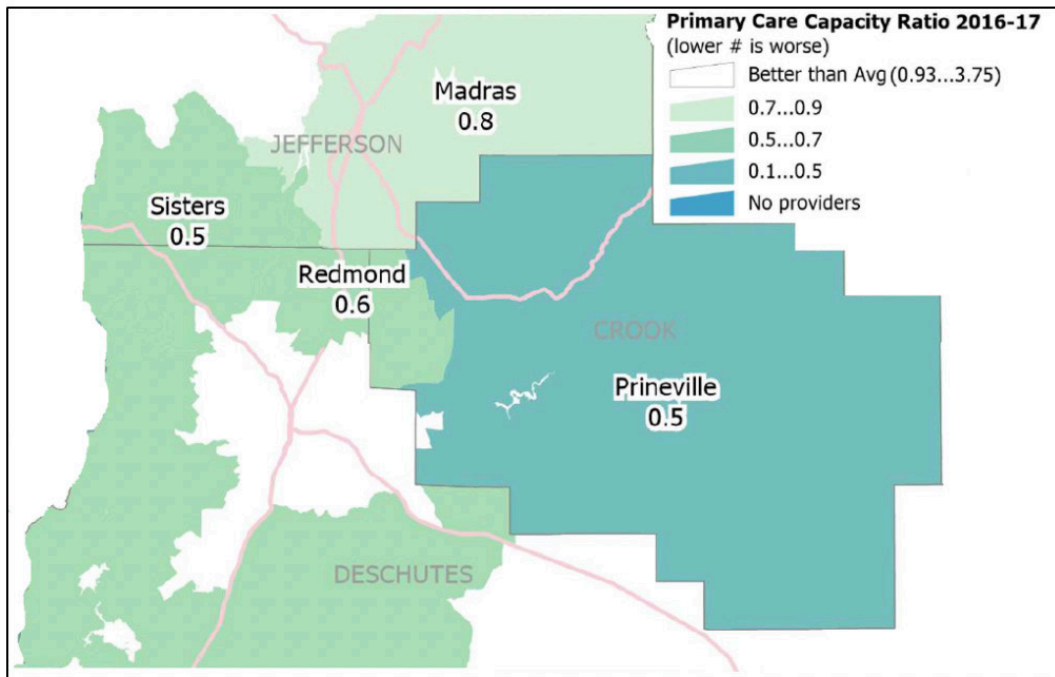 Primary Care Capacity Ratio 2016-17
(lower # is worse)
Better than Avg (0.93...3.75)
0.7...0.9
0.5...0.7
0.1...0.5
No providers
Madras
0.8
JEFFERSON
Sisters
0.5
Redmond
0.6
CROOK
Prineville
0.5
DESCHUTES